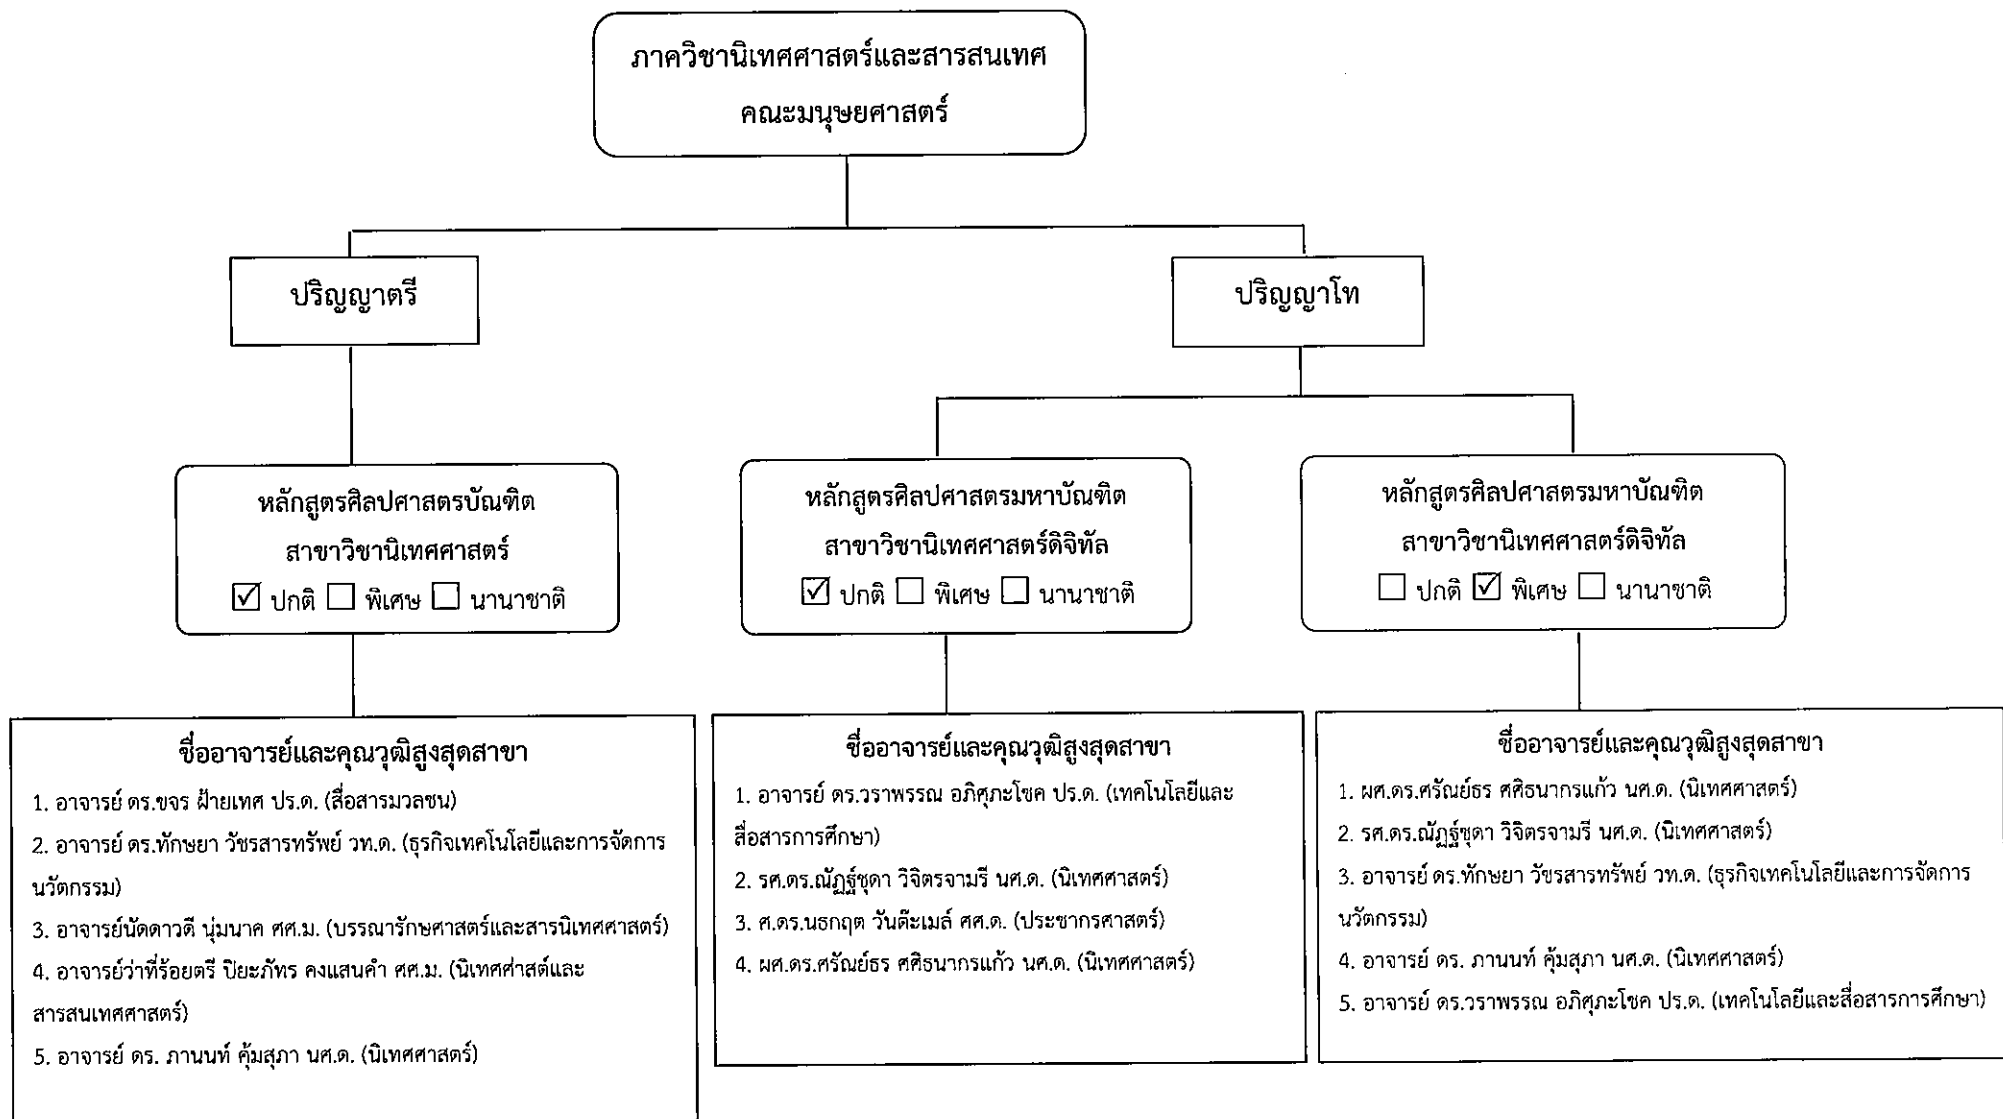 ภาควิชานิเทศศาสตร์และสารสนเทศ
คณะมนุษยศาสตร์
ปริญญาตรี
ปริญญาโท
หลักสูตรศิลปศาสตรบัณฑิต
สาขาวิชานิเทศศาสตร์
☑ ปกติ ☐ พิเศษ ☐ นานาชาติ
หลักสูตรศิลปศาสตรมหาบัณฑิต
สาขาวิชานิเทศศาสตร์ดิจิทัล
☑ ปกติ ☐ พิเศษ ☐ นานาชาติ
หลักสูตรศิลปศาสตรมหาบัณฑิต
สาขาวิชานิเทศศาสตร์ดิจิทัล
☐ ปกติ ☑ พิเศษ ☐ นานาชาติ
ชื่ออาจารย์และคุณวุฒิสูงสุดสาขา
1. อาจารย์ ดร.ขจร ฝ้ายเทศ ปร.ด. (สื่อสารมวลชน)
2. อาจารย์ ดร.ทักษยา วัชรสารทรัพย์ วท.ด. (ธุรกิจเทคโนโลยีและการจัดการ
นวัตกรรม)
3. อาจารย์นัดดาวดี นุ่มนาค ศศ.ม. (บรรณารักษศาสตร์และสารนิเทศศาสตร์)
4. อาจารย์ว่าที่ร้อยตรี ปิยะภัทร คงแสนคำ ศศ.ม. (นิเทศศ่าสต์และ
สารสนเทศศาสตร์)
5. อาจารย์ ดร. ภานนท์ คุ้มสุภา นศ.ด. (นิเทศศาสตร์)
ชื่ออาจารย์และคุณวุฒิสูงสุดสาขา
1. อาจารย์ ดร.วราพรรณ อภิศุภะโชค ปร.ด. (เทคโนโลยีและ
สื่อสารการศึกษา)
2. รศ.ดร.ณัฏฐ์ชุดา วิจิตรจามรี นศ.ด. (นิเทศศาสตร์)
3. ศ.ดร.นธกฤต วันต๊ะเมล์ ศศ.ด. (ประชากรศาสตร์)
4. ผศ.ดร.ศรัณย์ธร ศศิธนากรแก้ว นศ.ด. (นิเทศศาสตร์)
ชื่ออาจารย์และคุณวุฒิสูงสุดสาขา
1. ผศ.ดร.ศรัณย์ธร ศศิธนากรแก้ว นศ.ด. (นิเทศศาสตร์)
2. รศ.ดร.ณัฏฐ์ชุดา วิจิตรจามรี นศ.ด. (นิเทศศาสตร์)
3. อาจารย์ ดร.ทักษยา วัชรสารทรัพย์ วท.ด. (ธุรกิจเทคโนโลยีและการจัดการ
นวัตกรรม)
4. อาจารย์ ดร. ภานนท์ คุ้มสุภา นศ.ด. (นิเทศศาสตร์)
5. อาจารย์ ดร.วราพรรณ อภิศุภะโชค ปร.ด. (เทคโนโลยีและสื่อสารการศึกษา)